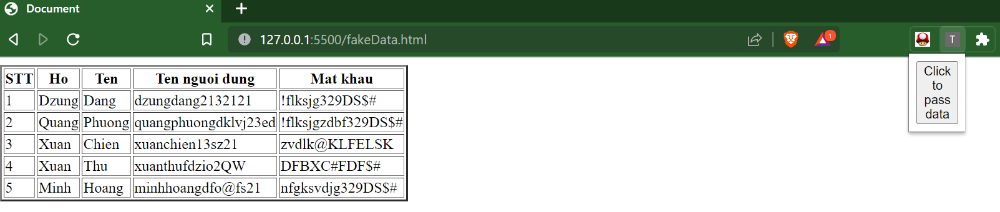 Document
127.0.0.1:5500/fakeData.html
1
T
Click
to
pass
data
STT Ho Ten Ten nguoi dung Mat khau
1 Dzung Dang dzungdang2132121 !flksjg329DS$#
2 Quang Phuong quangphuongdklvj23ed !flksjgzdbf329DS$#
3 Xuan Chien xuanchien13sz21 zvdlk@KLFELSK
4 Xuan Thu xuanthufdzio2QW DFBXC#FDF$#
5 Minh Hoang minhhoangdfo@fs21 nfgksvdjg329DS$#